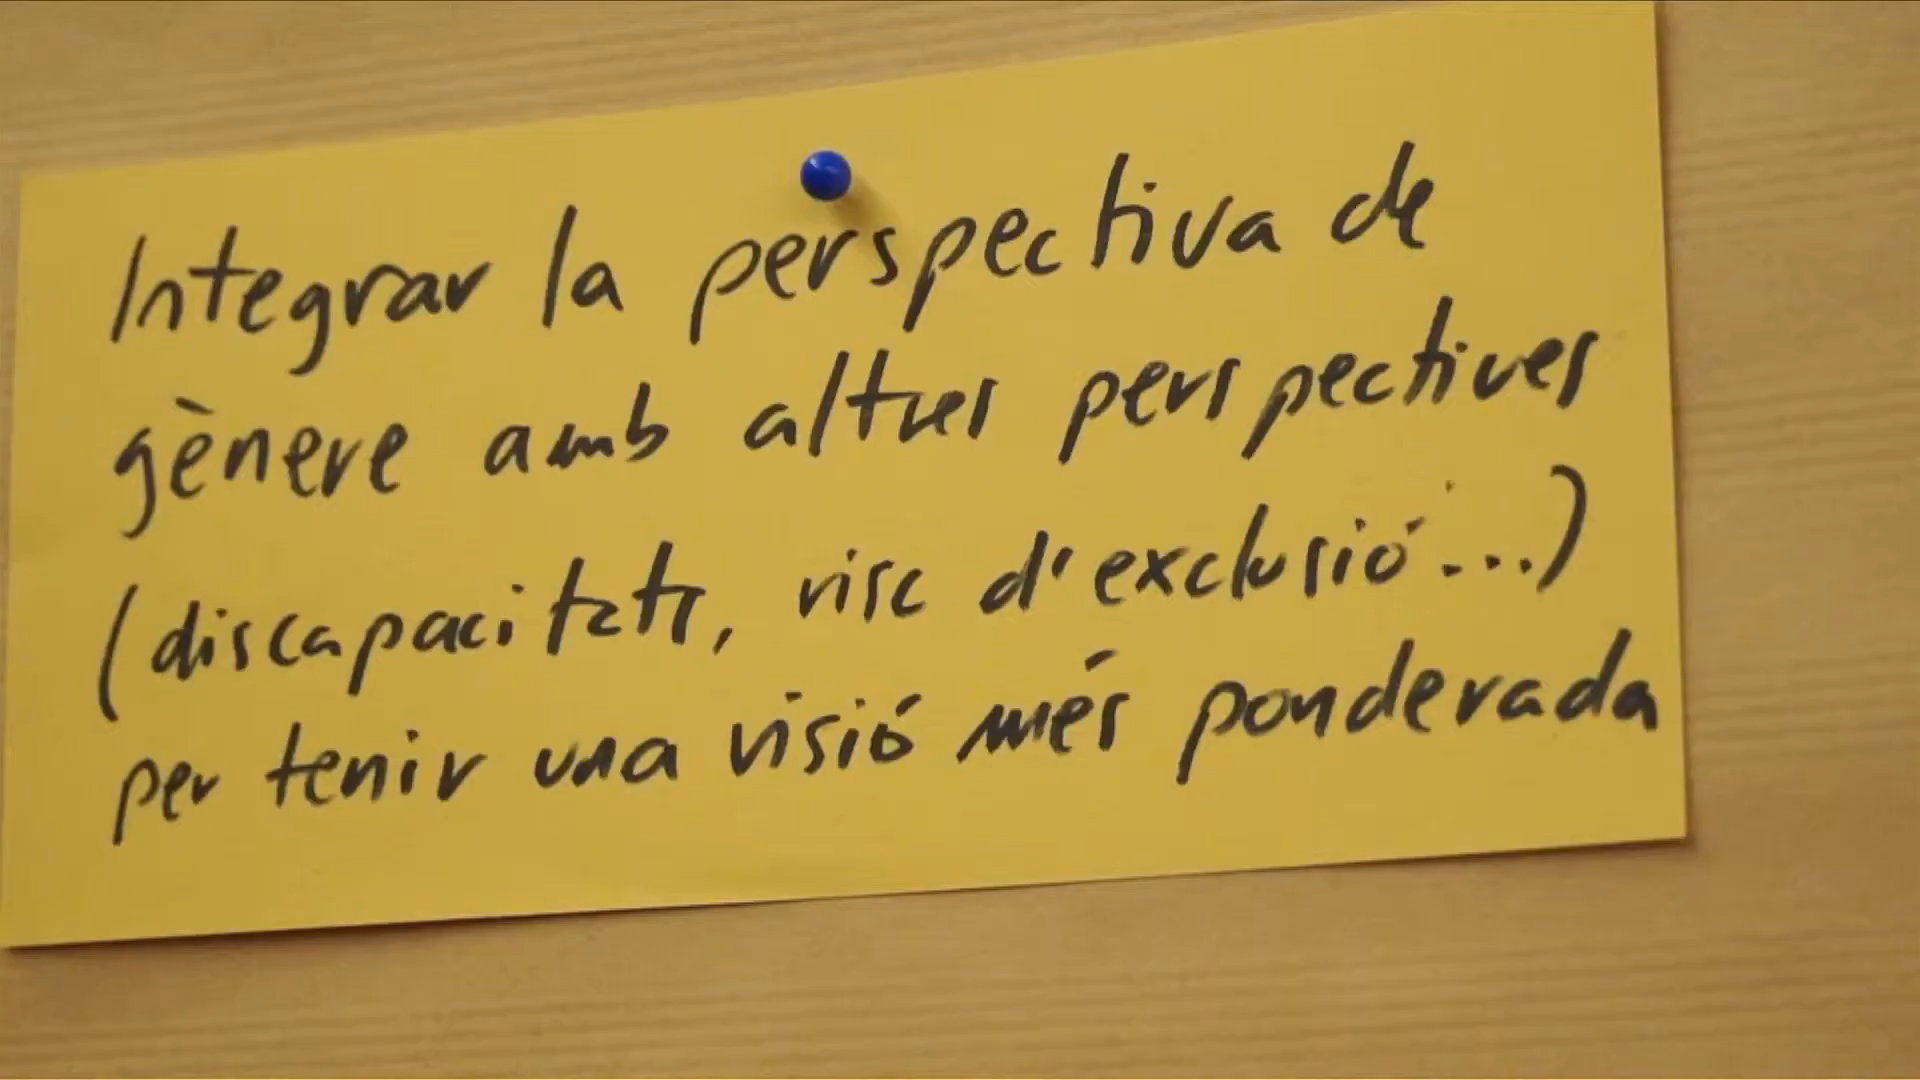 Integrar la perspectiva de
gènere amb altres perspectives
(discapacitats, risc d'exclusió...)
per tenir una visió més ponderada